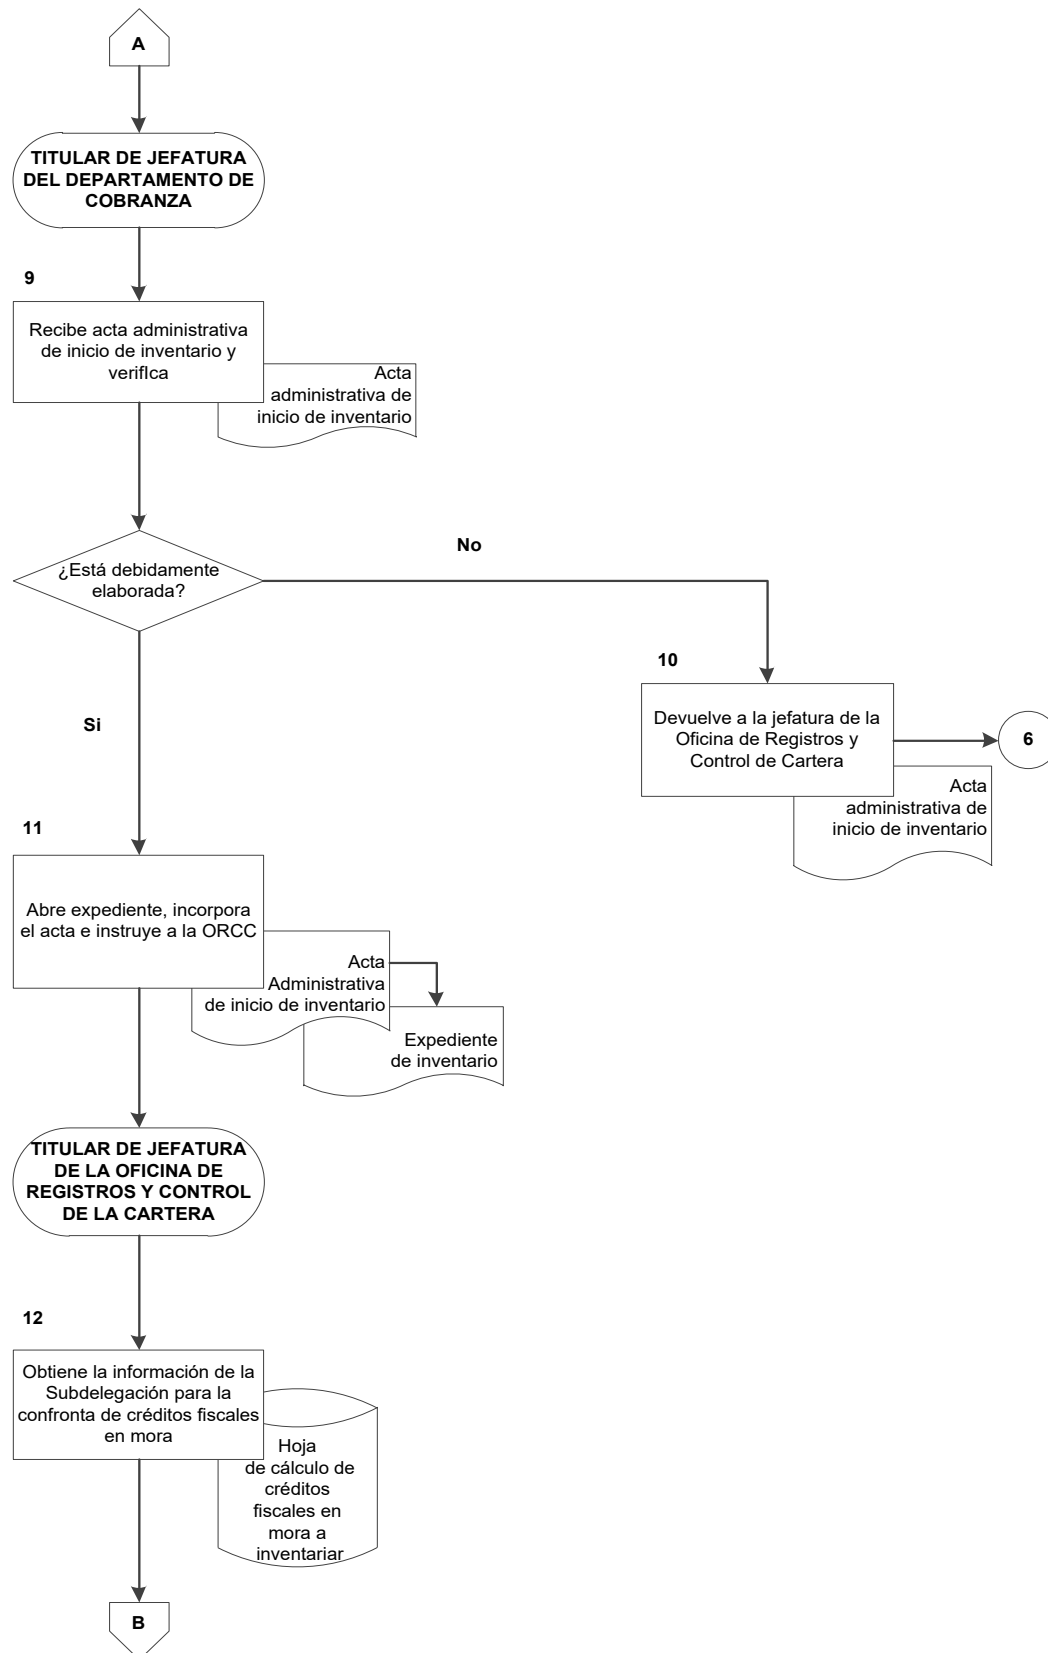 A
TITULAR DE JEFATURA
DEL DEPARTAMENTO DE
COBRANZA
9
Recibe acta administrativa
de inicio de inventario y
verifIca
Acta
administrativa de
inicio de inventario
¿Está debidamente
elaborada?
No
Si
10
Devuelve a la jefatura de la
Oficina de Registros y
Control de Cartera
6
Acta
administrativa de
inicio de inventario
11
Abre expediente, incorpora
el acta e instruye a la ORCC
Acta
Administrativa
de inicio de inventario
Expediente
de inventario
TITULAR DE JEFATURA
DE LA OFICINA DE
REGISTROS Y CONTROL
DE LA CARTERA
12
Obtiene la información de la
Subdelegación para la
confronta de créditos fiscales
en mora
Hoja
de cálculo de
créditos
fiscales en
mora a
inventariar
B